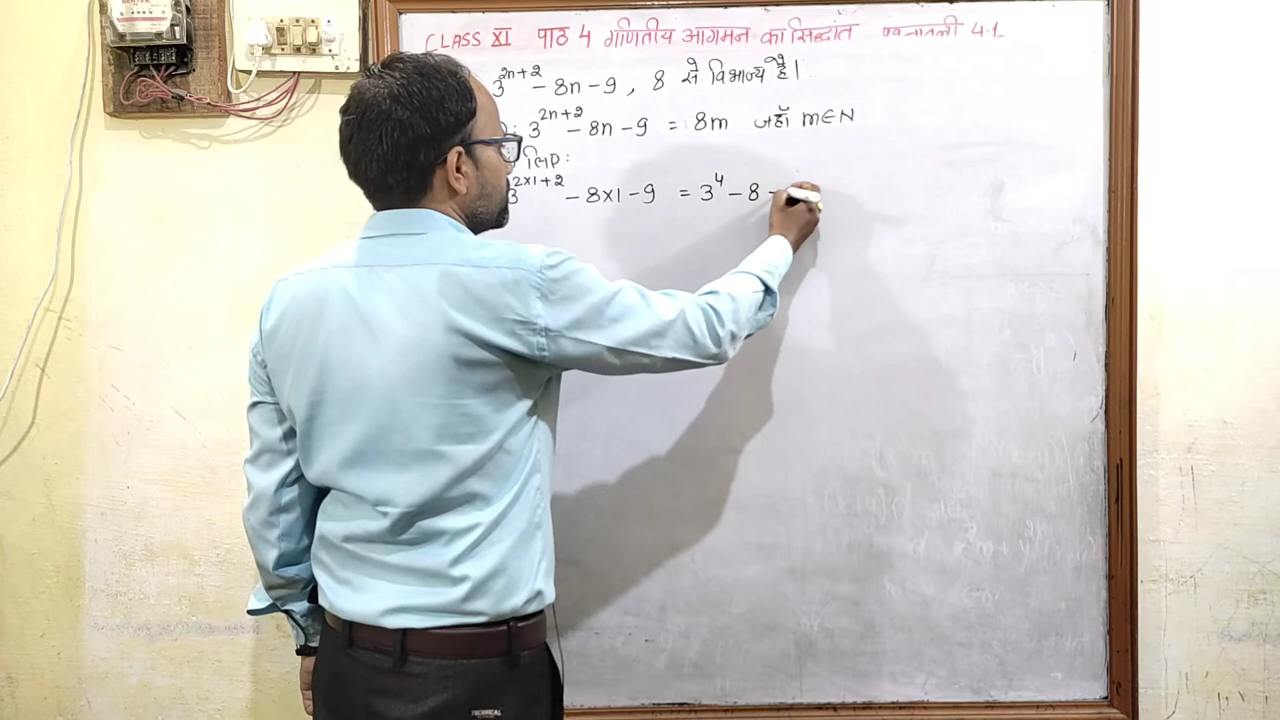 CLASS XI पाठ 4 गणितीय आगमन का सिद्धांत प्रश्नावली 4.1
3^{2n+2} - 8n - 9 , 8 से विभाज्य है।
: 3^{2n+2} - 8n - 9 = 8m जहाँ m∈N
लिए:
3^{2×1+2} - 8×1 - 9 = 3^4 - 8 -
TECHNICAL